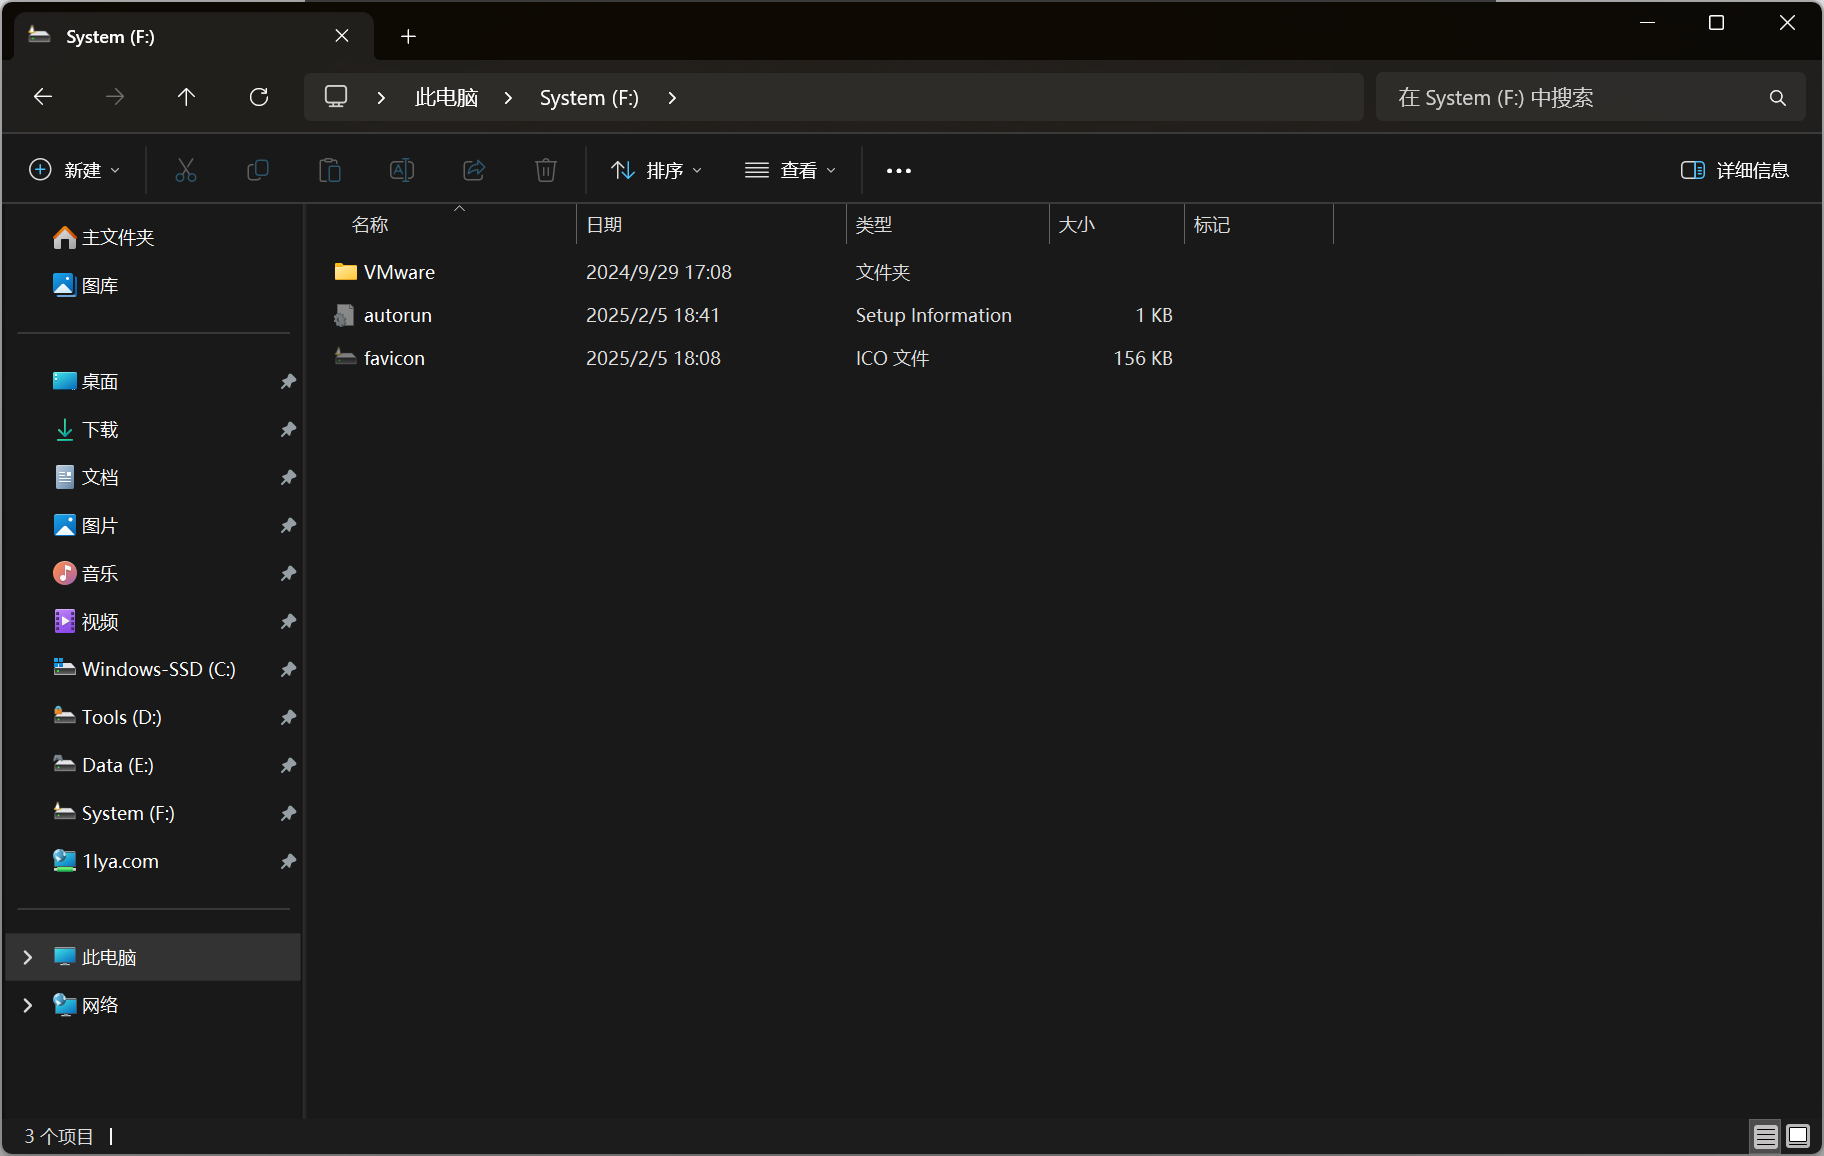 System (F:)
此电脑 System (F:)
在 System (F:) 中搜索
新建 排序 查看 详细信息
名称 日期 类型 大小 标记
VMware 2024/9/29 17:08 文件夹
autorun 2025/2/5 18:41 Setup Information 1 KB
favicon 2025/2/5 18:08 ICO 文件 156 KB
主文件夹
图库
桌面
下载
文档
图片
音乐
视频
Windows-SSD (C:)
Tools (D:)
Data (E:)
System (F:)
1lya.com
此电脑
网络
3 个项目